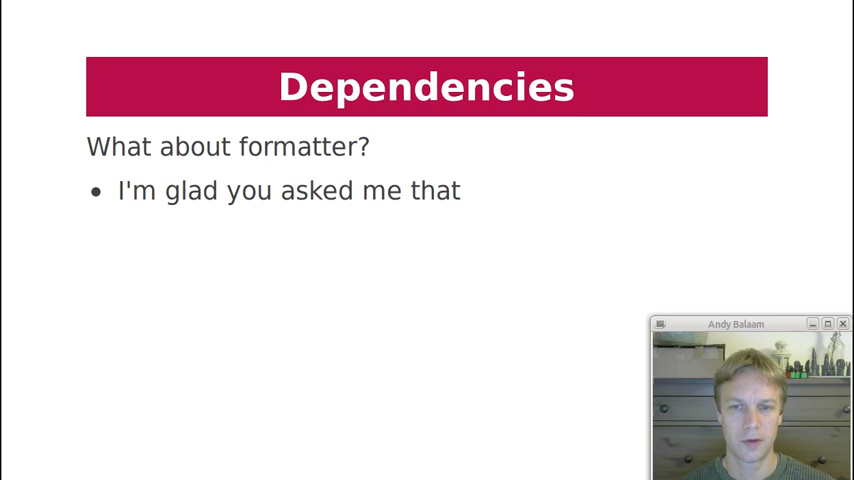 Dependencies
What about formatter?
• I'm glad you asked me that
Andy Balaam